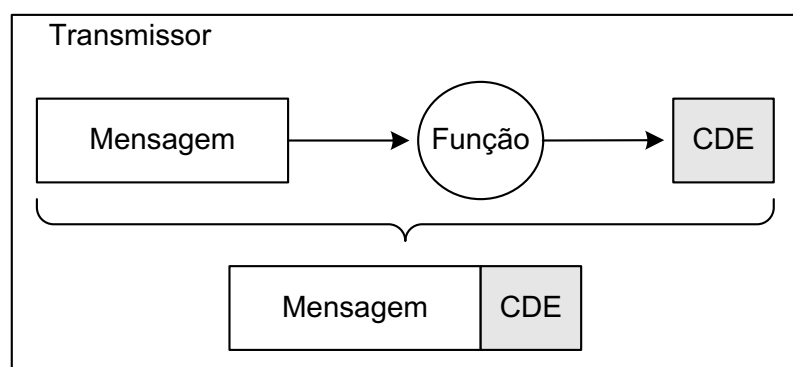 Transmissor
Mensagem
Função
CDE
Mensagem
CDE